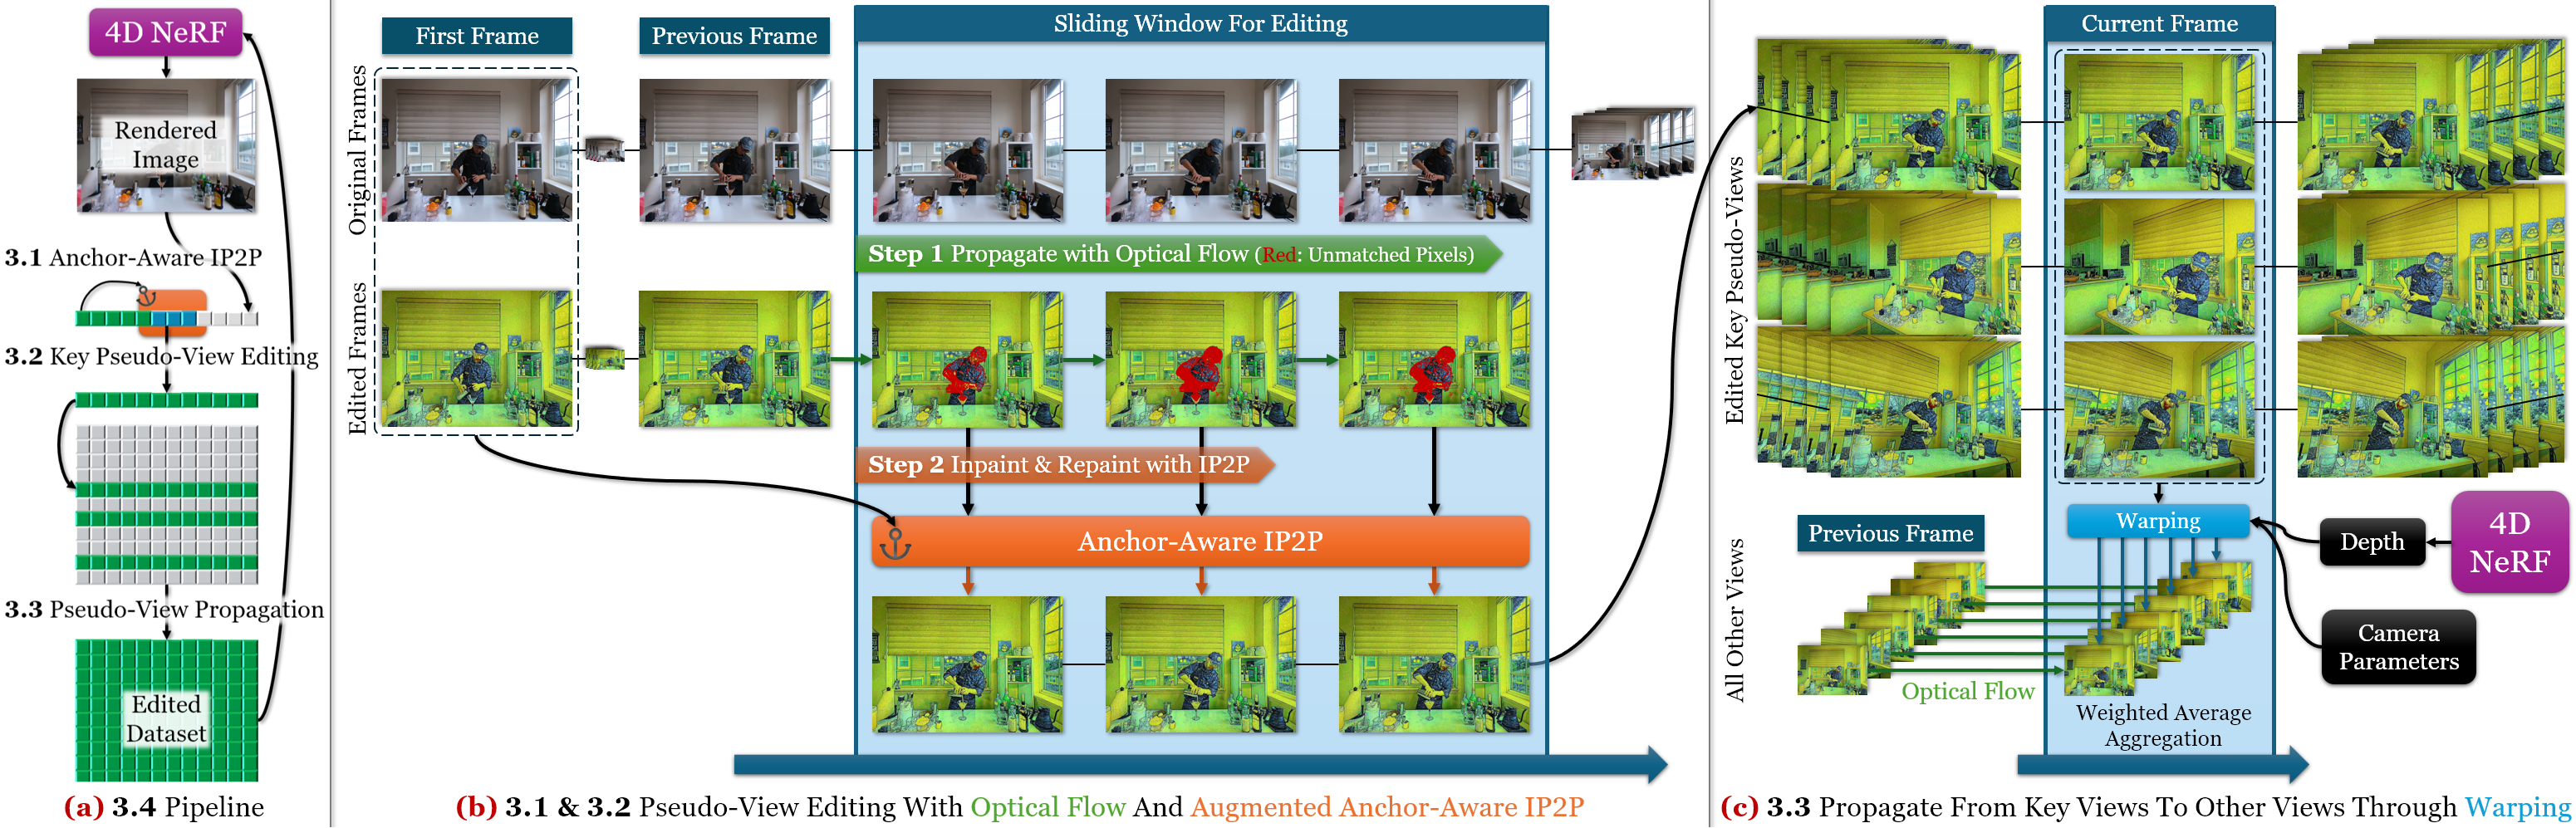 4D NeRF
Rendered
Image
3.1 Anchor-Aware IP2P
3.2 Key Pseudo-View Editing
3.3 Pseudo-View Propagation
Edited
Dataset
(a) 3.4 Pipeline
First Frame
Previous Frame
Sliding Window For Editing
Original Frames
Step 1 Propagate with Optical Flow (Red: Unmatched Pixels)
Edited Frames
Step 2 Inpaint & Repaint with IP2P
Anchor-Aware IP2P
(b) 3.1 & 3.2 Pseudo-View Editing With Optical Flow And Augmented Anchor-Aware IP2P
Current Frame
Edited Key Pseudo-Views
Warping
Previous Frame
Depth
4D
NeRF
All Other Views
Camera
Parameters
Optical Flow
Weighted Average
Aggregation
(c) 3.3 Propagate From Key Views To Other Views Through Warping